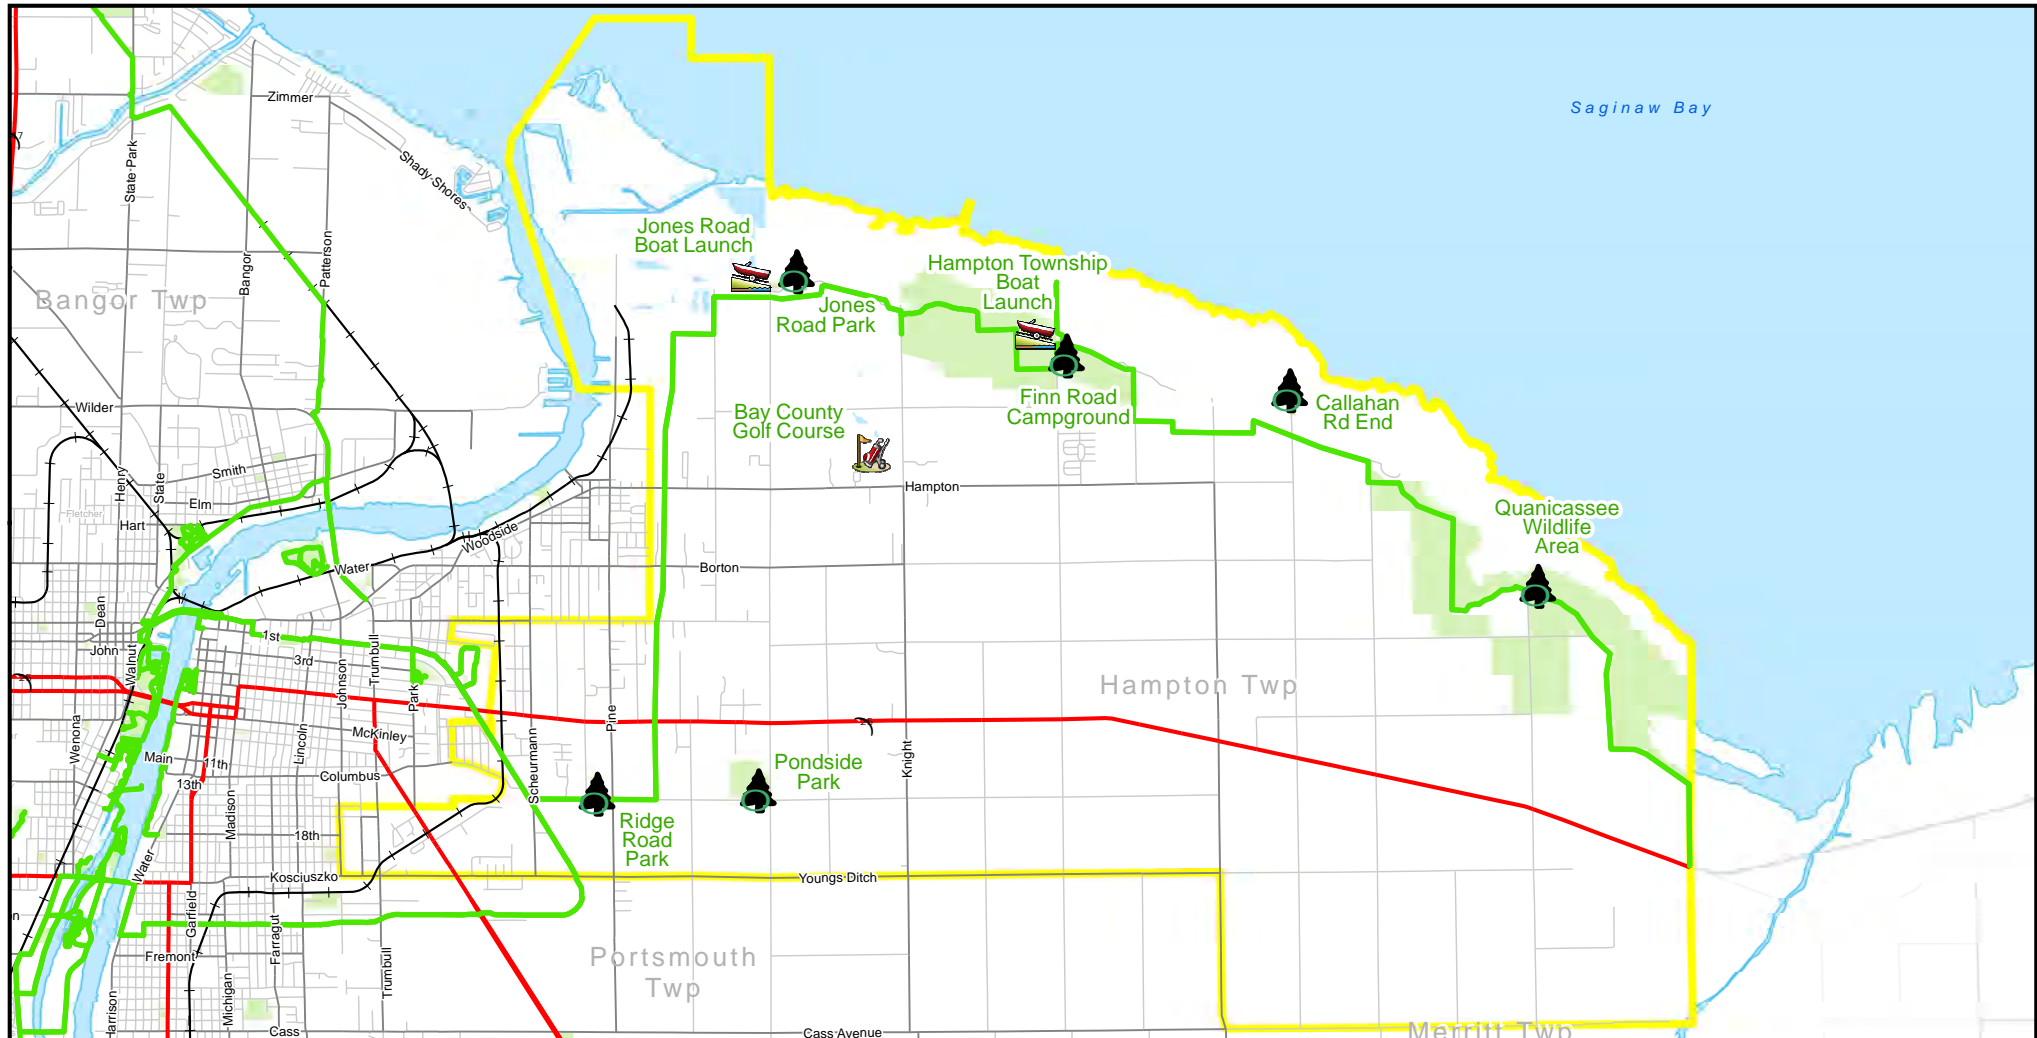 Saginaw Bay
Zimmer
State Park
Shady Shores
Jones Road
Boat Launch
Hampton Township
Boat
Launch
Bangor
Patterson
Bangor Twp
Jones
Road Park
Finn Road
Campground
Callahan
Rd End
Wilder
Bay County
Golf Course
Henry
State
Smith
Hampton
Elm
Fletcher
Hart
Quanicassee
Wildlife
Area
Woodside
Water
Borton
Dean
1st
John
Walnut
3rd
Johnson
Trumbull
Park
Hampton Twp
25
25
Pine
Wenona
Lincoln
McKinley
Main
11th
Scheurmann
Knight
Columbus
13th
Pondside
Park
Madison
18th
Ridge
Road
Park
Water
Kosciuszko
Youngs Ditch
Garfield
Farragut
Fremont
Trumbull
Portsmouth
Twp
Harrison
Michigan
Cass
Cass Avenue
Merritt Twp